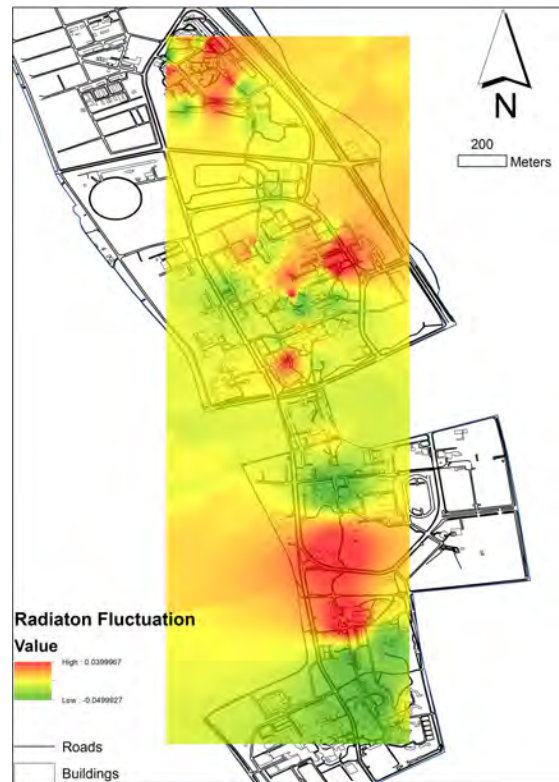 N
200
Meters
Radiaton Fluctuation
Value
High : 0.0399967
Low : -0.0499927
Roads
Buildings